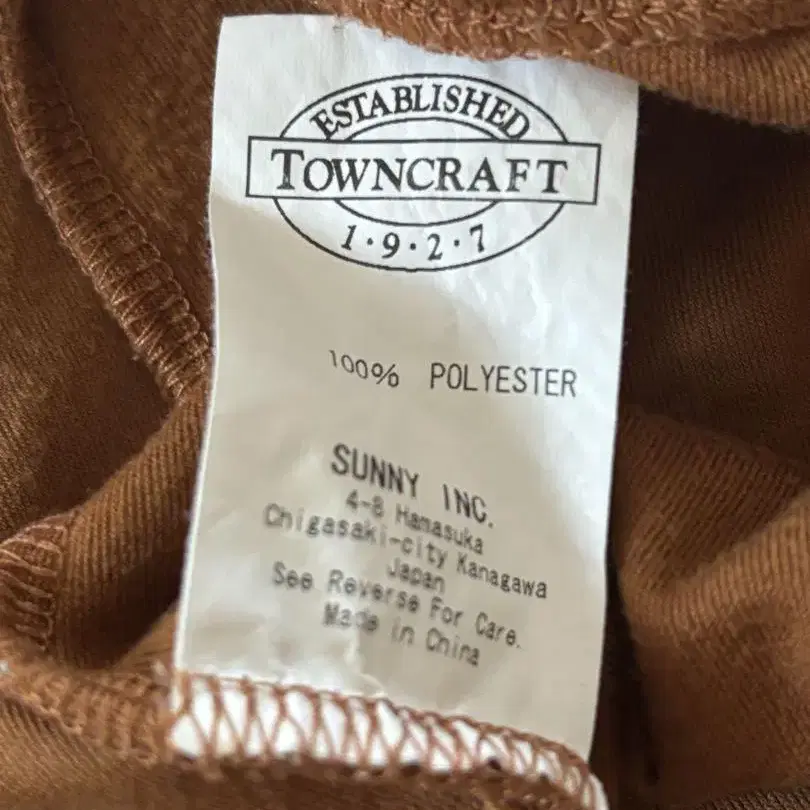 ESTABLISHED
TOWNCRAFT
1·9·2·7
100% POLYESTER
SUNNY INC.
4-8 Hamasuka
Chigasaki-city Kanagawa
Japan
See Reverse For Care.
Made in China